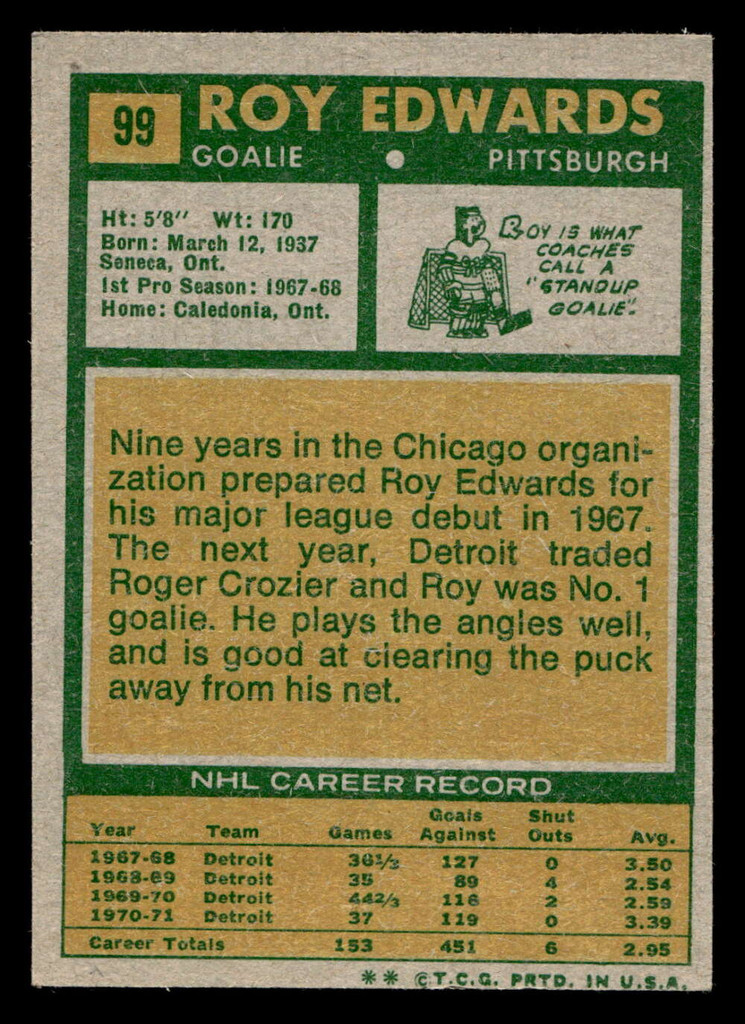 99
ROY EDWARDS
GOALIE • PITTSBURGH
Ht: 5'8" Wt: 170
Born: March 12, 1937
Seneca, Ont.
1st Pro Season: 1967-68
Home: Caledonia, Ont.
ROY IS WHAT
COACHES
CALL A
"STANDUP
GOALIE".
Nine years in the Chicago organi-
zation prepared Roy Edwards for
his major league debut in 1967.
The next year, Detroit traded
Roger Crozier and Roy was No. 1
goalie. He plays the angles well,
and is good at clearing the puck
away from his net.
NHL CAREER RECORD
Year Team Games Goals Against Shut Outs Avg.
1967-68 Detroit 36 1/3 127 0 3.50
1968-69 Detroit 35 89 4 2.54
1969-70 Detroit 44 2/3 116 2 2.59
1970-71 Detroit 37 119 0 3.39
Career Totals 153 451 6 2.95
** ©T.C.G. PRTD. IN U.S.A.